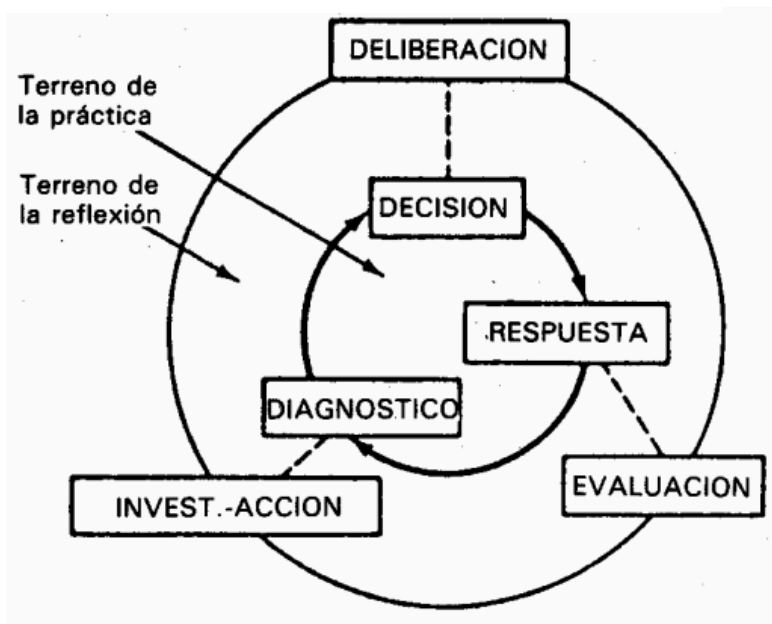 DELIBERACION
Terreno de
la práctica
Terreno de
la reflexión
DECISION
RESPUESTA
DIAGNOSTICO
EVALUACION
INVEST.-ACCION